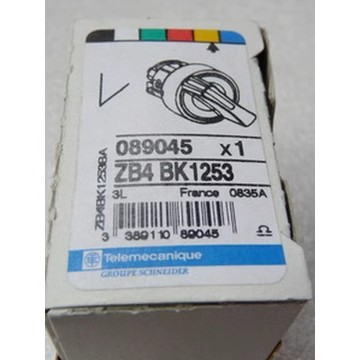 089045 x1
ZB4 BK1253
3L France 0835A
3 389110 89045
ZB4BK1253BA
Telemecanique
GROUPE SCHNEIDER